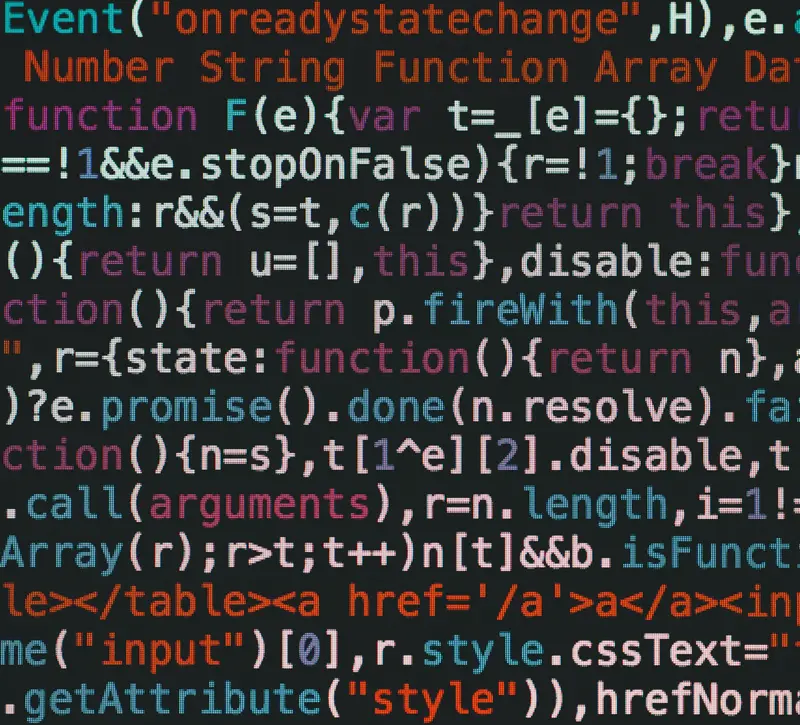 Event("onreadystatechange",H),e.a
Number String Function Array Dat
function F(e){var t=_[e]={};retu
==!1&&e.stopOnFalse){r=!1;break}n
ength:r&&(s=t,c(r))}return this},
(){return u=[],this},disable:func
ction(){return p.fireWith(this,a
",r={state:function(){return n},a
)?e.promise().done(n.resolve).fai
ction(){n=s},t[1^e][2].disable,t
.call(arguments),r=n.length,i=1!=
Array(r);r>t;t++)n[t]&&b.isFuncti
le></table><a href='/a'>a</a><inp
me("input")[0],r.style.cssText="t
.getAttribute("style")),hrefNorma